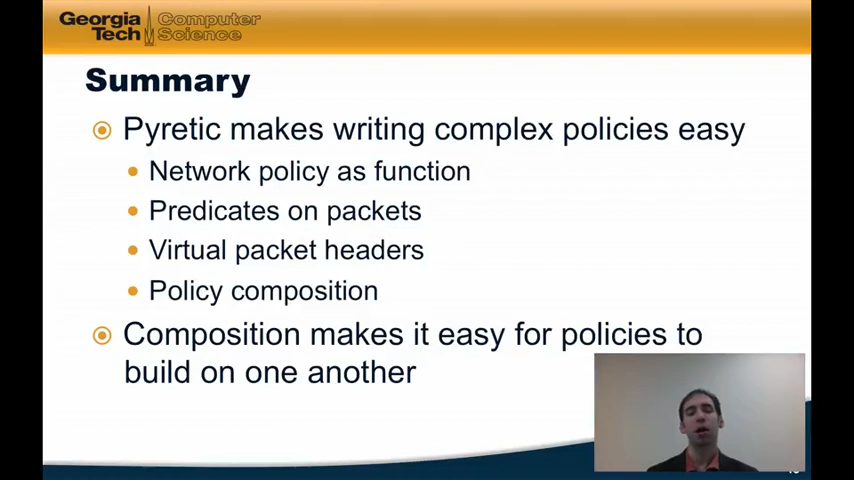 Georgia Tech Computer Science
Summary
Pyretic makes writing complex policies easy
Network policy as function
Predicates on packets
Virtual packet headers
Policy composition
Composition makes it easy for policies to
build on one another